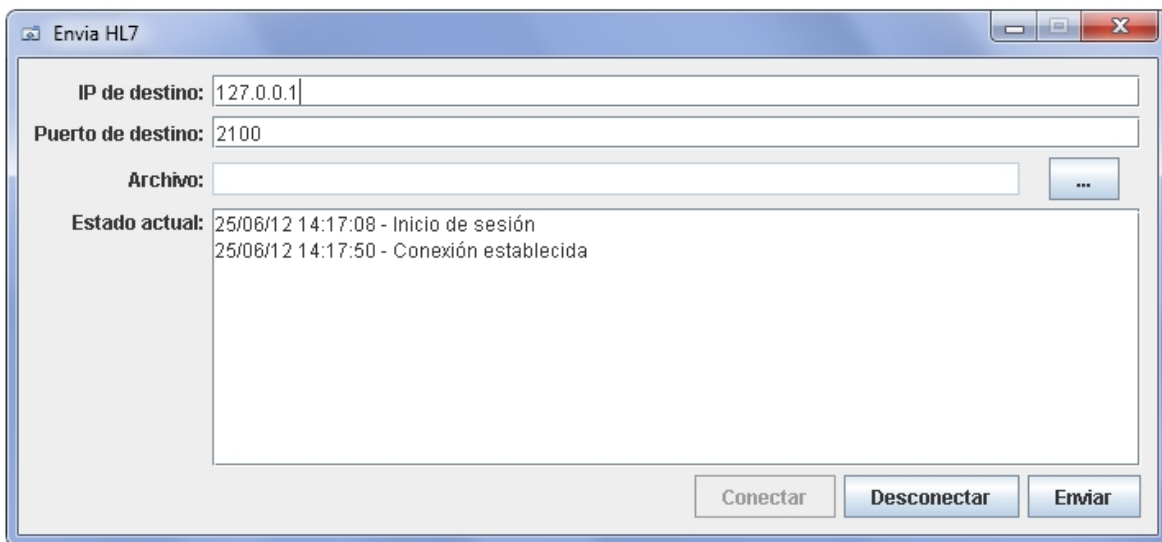 Envia HL7
IP de destino: 127.0.0.1
Puerto de destino: 2100
Archivo: ...
Estado actual: 25/06/12 14:17:08 - Inicio de sesión
25/06/12 14:17:50 - Conexión establecida
Conectar Desconectar Enviar